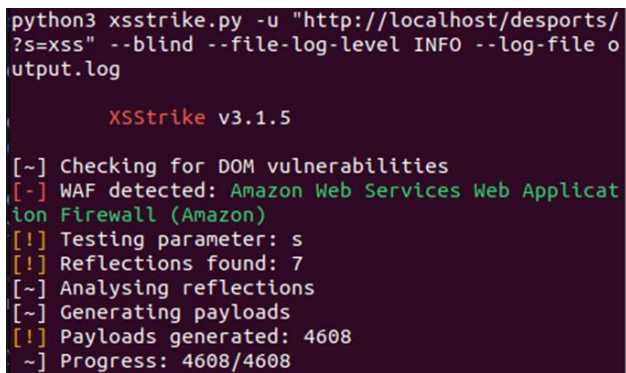 python3 xsstrike.py -u "http://localhost/desports/
?s=xss" --blind --file-log-level INFO --log-file o
utput.log
XSStrike v3.1.5
[~] Checking for DOM vulnerabilities
[-] WAF detected: Amazon Web Services Web Applicat
ion Firewall (Amazon)
[!] Testing parameter: s
[!] Reflections found: 7
[~] Analysing reflections
[~] Generating payloads
[!] Payloads generated: 4608
~] Progress: 4608/4608